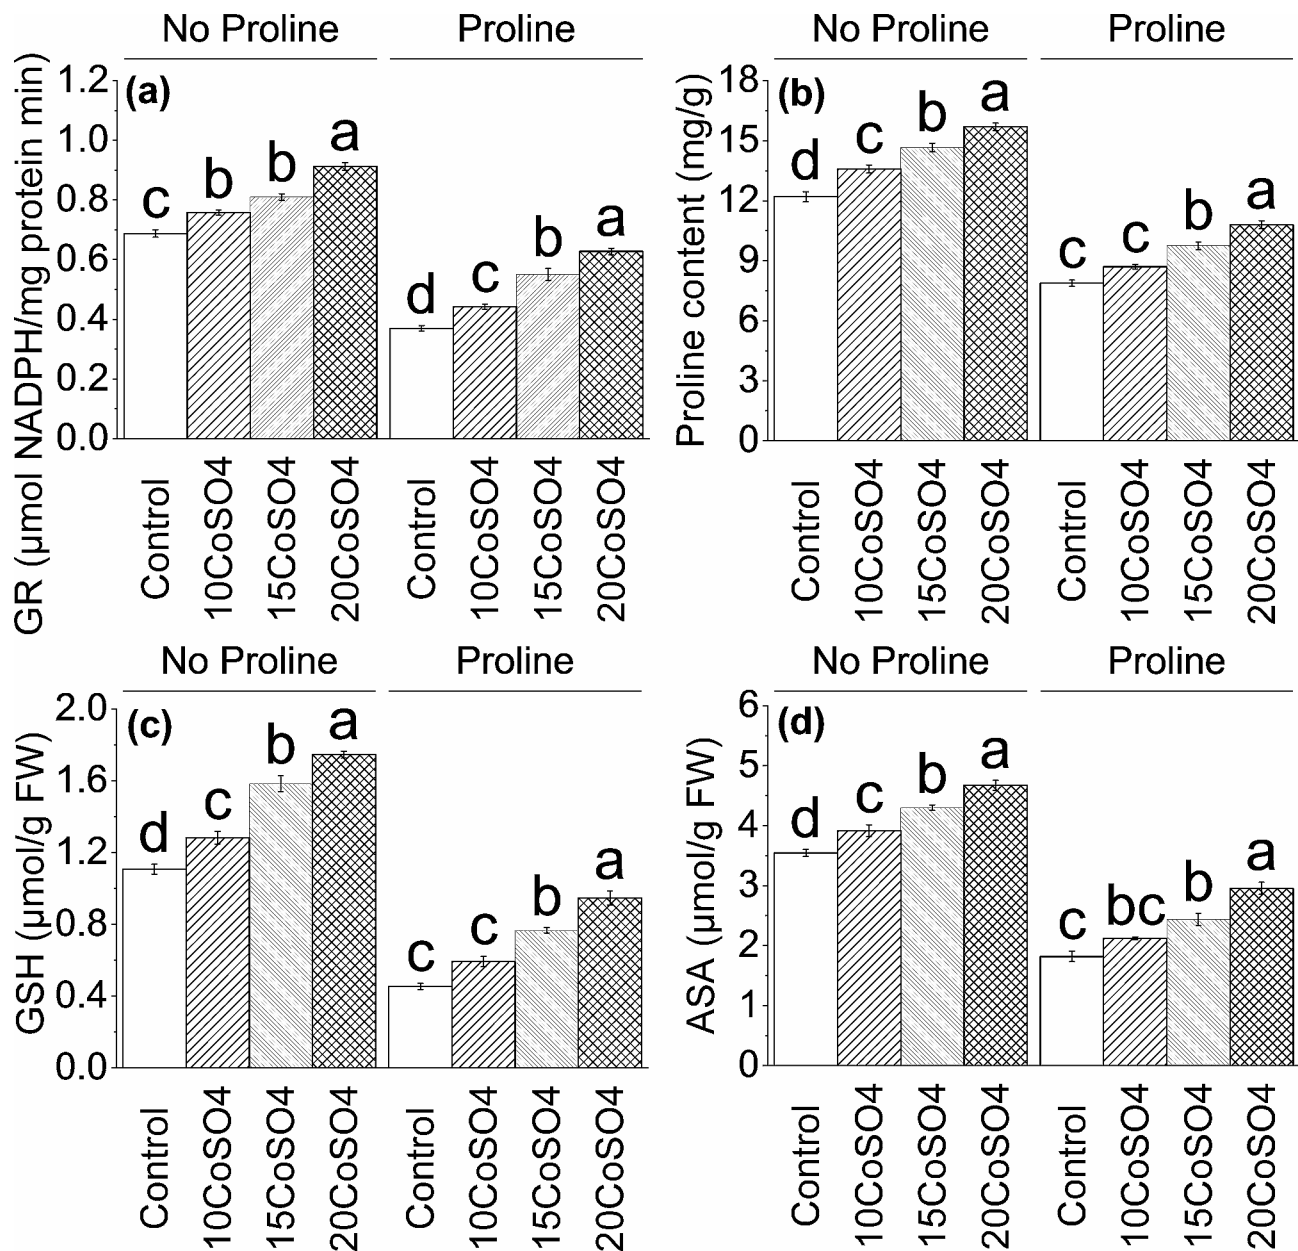 No Proline Proline
(a)
GR (µmol NADPH/mg protein min)
1.2
1.0
0.8
0.6
0.4
0.2
0.0
c b b a d c b a
Control 10CoSO4 15CoSO4 20CoSO4 Control 10CoSO4 15CoSO4 20CoSO4
No Proline Proline
(b)
Proline content (mg/g)
18
15
12
9
6
3
0
d c b a c c b a
Control 10CoSO4 15CoSO4 20CoSO4 Control 10CoSO4 15CoSO4 20CoSO4
No Proline Proline
(c)
GSH (µmol/g FW)
2.0
1.6
1.2
0.8
0.4
0.0
d c b a c c b a
Control 10CoSO4 15CoSO4 20CoSO4 Control 10CoSO4 15CoSO4 20CoSO4
No Proline Proline
(d)
ASA (µmol/g FW)
6
5
4
3
2
1
0
d c b a c bc b a
Control 10CoSO4 15CoSO4 20CoSO4 Control 10CoSO4 15CoSO4 20CoSO4